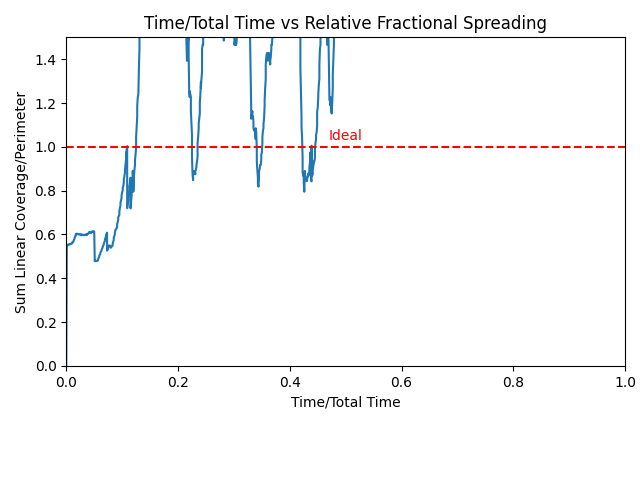 Time/Total Time vs Relative Fractional Spreading
Sum Linear Coverage/Perimeter
1.4
1.2
1.0
0.8
0.6
0.4
0.2
0.0
Ideal
0.0 0.2 0.4 0.6 0.8 1.0
Time/Total Time